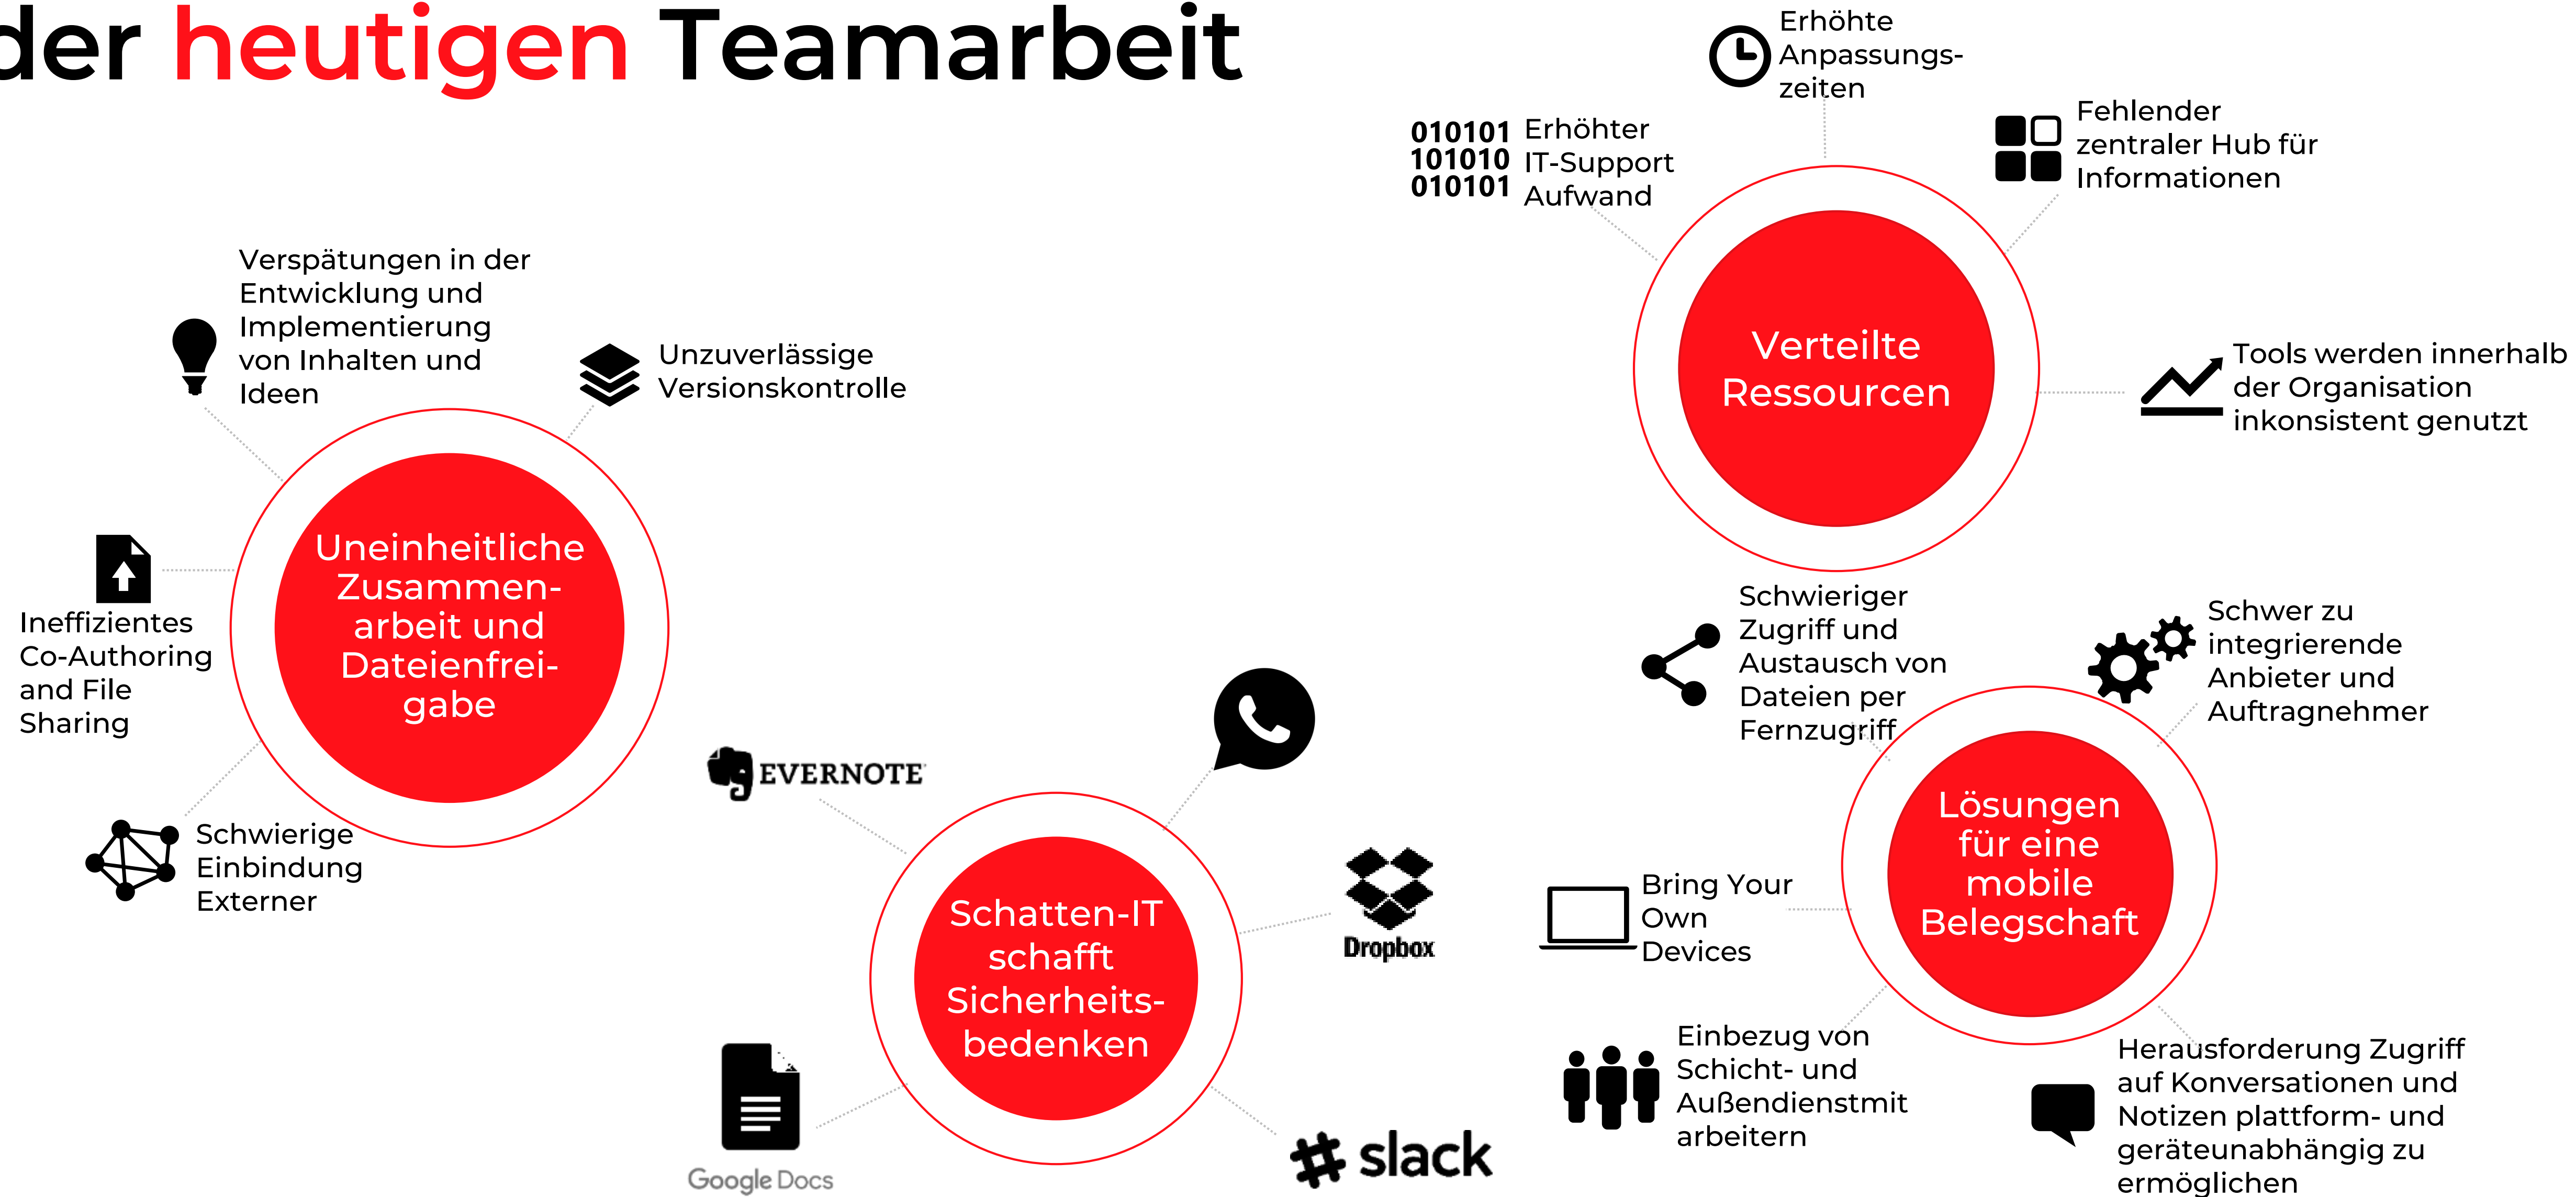 der heutigen Teamarbeit
Verspätungen in der
Entwicklung und
Implementierung
von Inhalten und
Ideen
Unzuverlässige
Versionskontrolle
Uneinheitliche
Zusammen-
arbeit und
Dateienfrei-
gabe
Ineffizientes
Co-Authoring
and File
Sharing
Schwierige
Einbindung
Externer
EVERNOTE
Dropbox
Schatten-IT
schafft
Sicherheits-
bedenken
Google Docs
slack
Erhöhte
Anpassungs-
zeiten
010101
101010
010101
Erhöhter
IT-Support
Aufwand
Fehlender
zentraler Hub für
Informationen
Verteilte
Ressourcen
Tools werden innerhalb
der Organisation
inkonsistent genutzt
Schwieriger
Zugriff und
Austausch von
Dateien per
Fernzugriff
Schwer zu
integrierende
Anbieter und
Auftragnehmer
Lösungen
für eine
mobile
Belegschaft
Bring Your
Own
Devices
Einbezug von
Schicht- und
Außendienstmit
arbeitern
Herausforderung Zugriff
auf Konversationen und
Notizen plattform- und
geräteunabhängig zu
ermöglichen